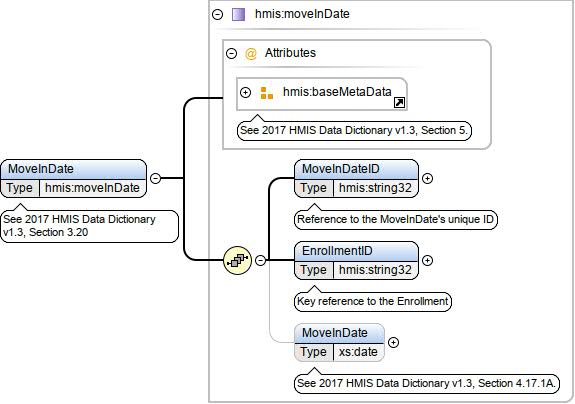 hmis:moveInDate
@ Attributes
hmis:baseMetaData
See 2017 HMIS Data Dictionary v1.3, Section 5.
MoveInDate
Type hmis:moveInDate
See 2017 HMIS Data Dictionary
v1.3, Section 3.20
MoveInDateID
Type hmis:string32
Reference to the MoveInDate's unique ID
EnrollmentID
Type hmis:string32
Key reference to the Enrollment
MoveInDate
Type xs:date
See 2017 HMIS Data Dictionary v1.3, Section 4.17.1A.